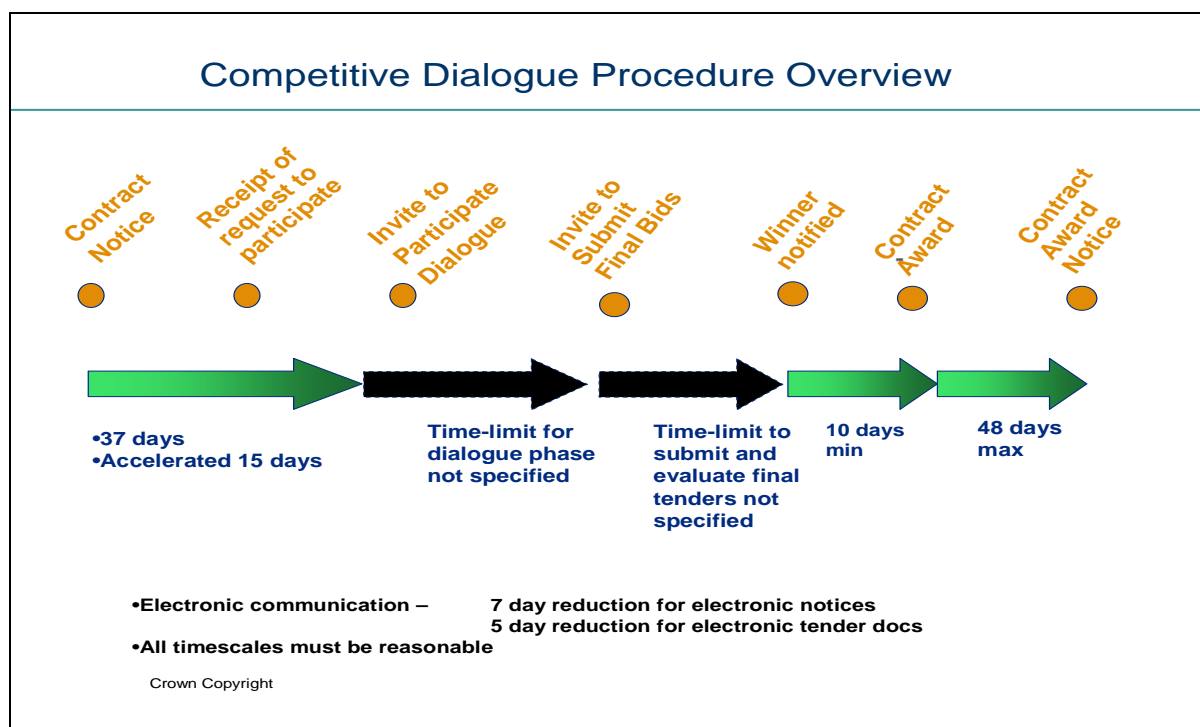 Competitive Dialogue Procedure Overview
Contract
Notice
Receipt of
request to
participate
Invite to
Participate
Dialogue
Invite to
Submit
Final Bids
Winner
notified
Contract
Award
Contract
Award
Notice
•37 days
•Accelerated 15 days
Time-limit for
dialogue phase
not specified
Time-limit to
submit and
evaluate final
tenders not
specified
10 days
min
48 days
max
•Electronic communication – 7 day reduction for electronic notices
5 day reduction for electronic tender docs
•All timescales must be reasonable
Crown Copyright